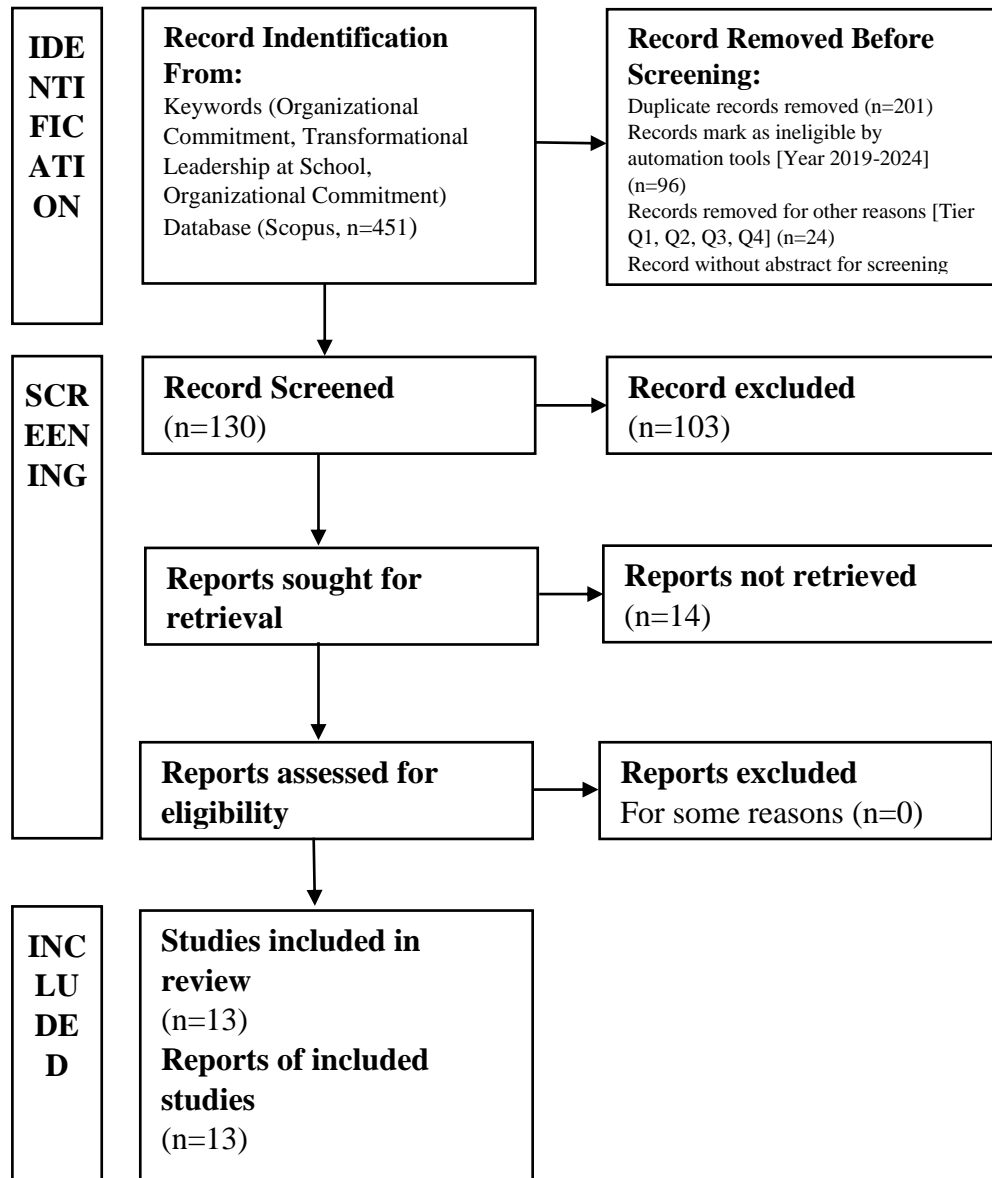 IDE
NTI
FIC
ATI
ON
Record Indentification
From:
Keywords (Organizational
Commitment, Transformational
Leadership at School,
Organizational Commitment)
Database (Scopus, n=451)
Record Removed Before
Screening:
Duplicate records removed (n=201)
Records mark as ineligible by
automation tools [Year 2019-2024]
(n=96)
Records removed for other reasons [Tier
Q1, Q2, Q3, Q4] (n=24)
Record without abstract for screening
SCR
EEN
ING
Record Screened
(n=130)
Record excluded
(n=103)
Reports sought for
retrieval
Reports not retrieved
(n=14)
Reports assessed for
eligibility
Reports excluded
For some reasons (n=0)
INC
LU
DE
D
Studies included in
review
(n=13)
Reports of included
studies
(n=13)